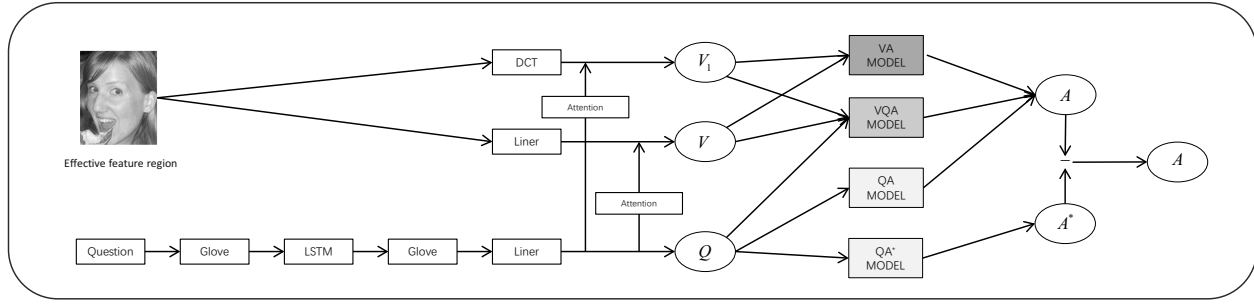 DCT
V₁
VA
MODEL
Attention
A
VQA
MODEL
Liner
V
Effective feature region
–
A
QA
MODEL
Attention
A*
Question
Glove
LSTM
Glove
Liner
Q
QA*
MODEL